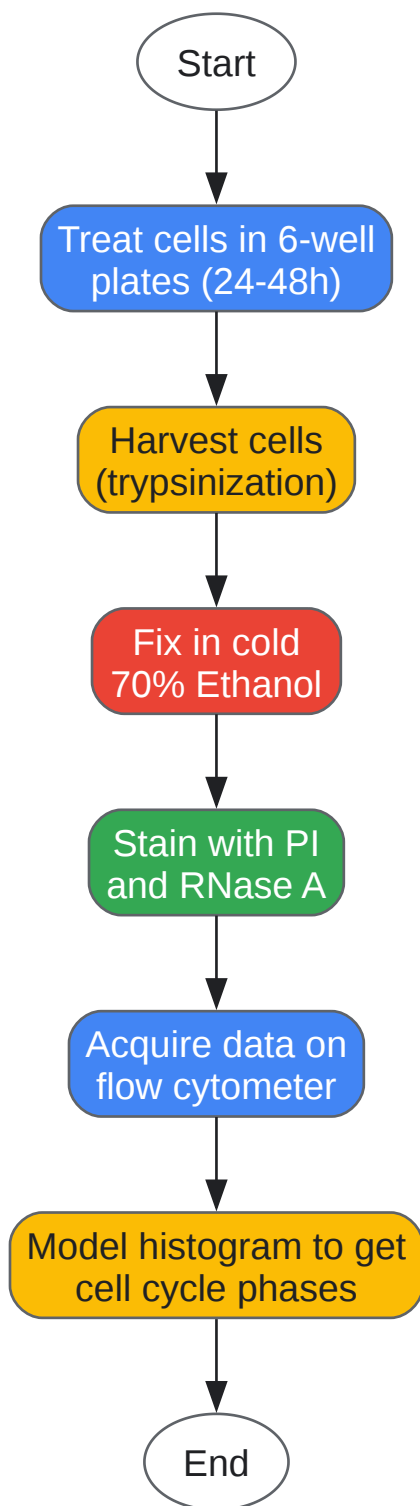 Start
Treat cells in 6-well
plates (24-48h)
Harvest cells
(trypsinization)
Fix in cold
70% Ethanol
Stain with PI
and RNase A
Acquire data on
flow cytometer
Model histogram to get
cell cycle phases
End